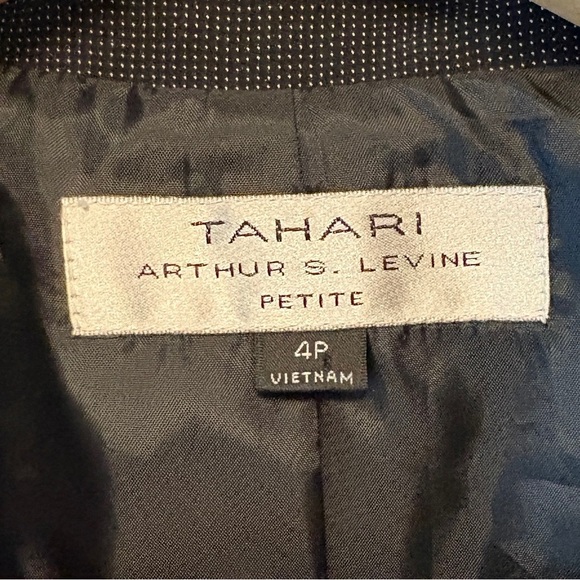 TAHARI
ARTHUR S. LEVINE
PETITE
4P
VIETNAM